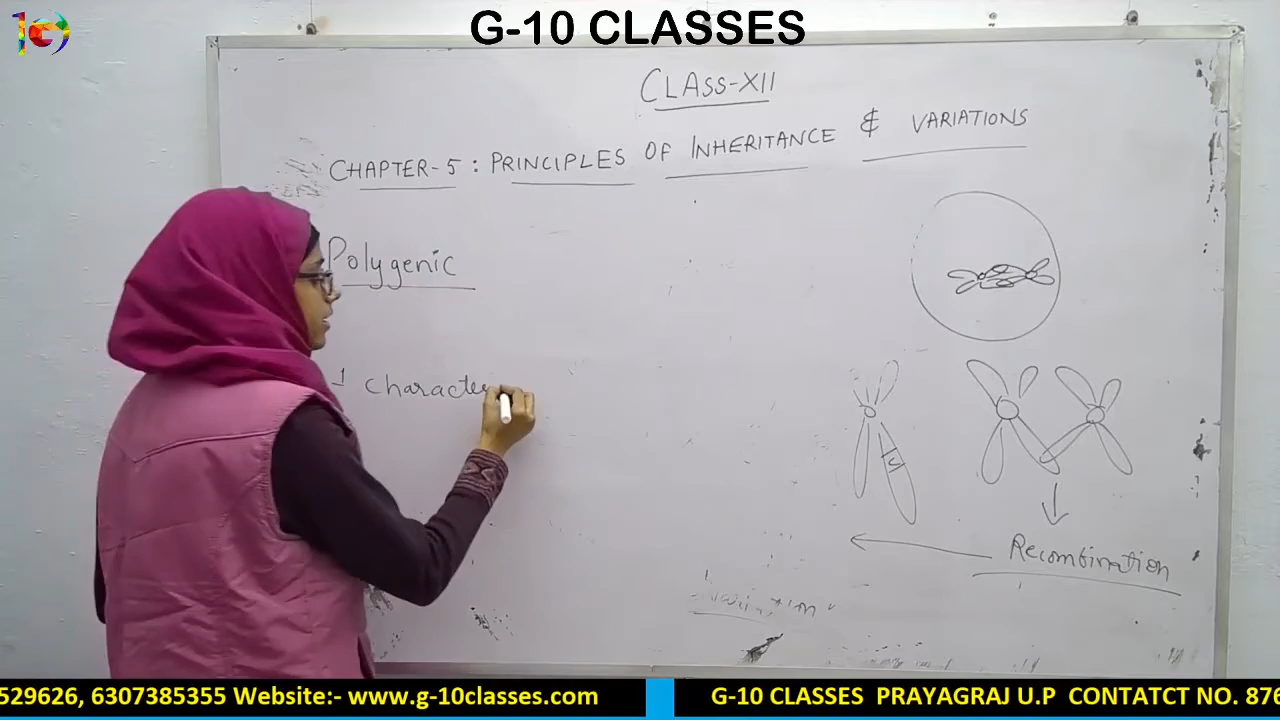 G-10 CLASSES
CLASS-XII
CHAPTER-5 : PRINCIPLES OF INHERITANCE & VARIATIONS
Polygenic
1 characte
Recombination
529626, 6307385355 Website:- www.g-10classes.com
G-10 CLASSES PRAYAGRAJ U.P CONTATCT NO. 876